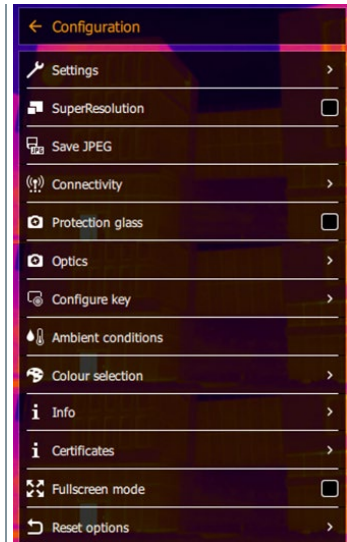 Configuration
Settings
SuperResolution
JPG
Save JPEG
Connectivity
Protection glass
Optics
Configure key
Ambient conditions
Colour selection
i Info
i Certificates
Fullscreen mode
Reset options